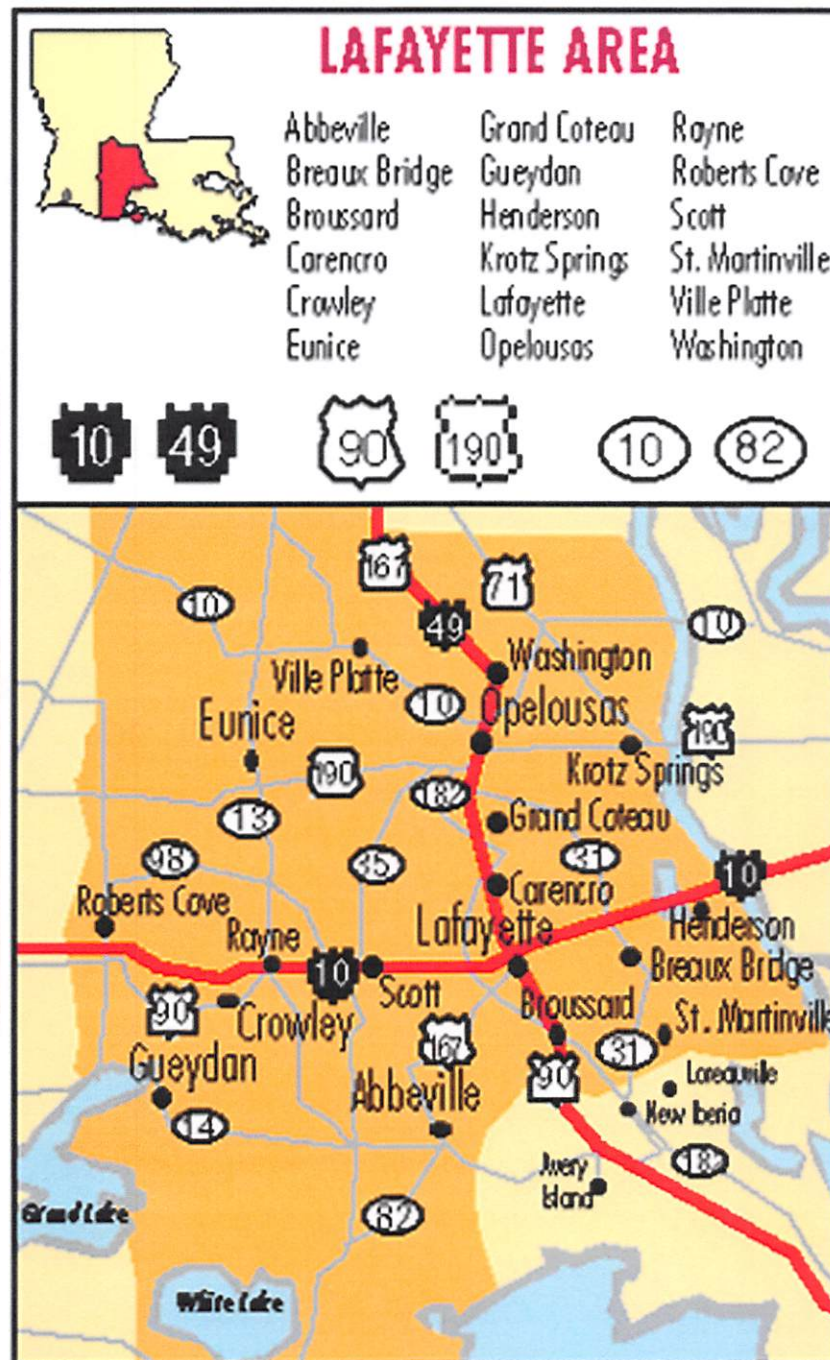 LAFAYETTE AREA
Abbeville Grand Coteau Rayne
Breaux Bridge Gueydan Roberts Cove
Broussard Henderson Scott
Carencro Krotz Springs St. Martinville
Crowley Lafayette Ville Platte
Eunice Opelousas Washington
10 49 90 190 10 82
167
71
10
49
10
Washington
Ville Platte
10
Opelousas
Eunice
190
190
Krotz Springs
182
13
Grand Coteau
98
35
31
10
Carencro
Roberts Cove
Lafayette
Henderson
Rayne
10
Scott
Breaux Bridge
90
Crowley
Broussard
St. Martinville
167
31
Gueydan
90
Loreauville
Abbeville
New Iberia
14
182
Avery
Island
Grand Lake
82
White Lake